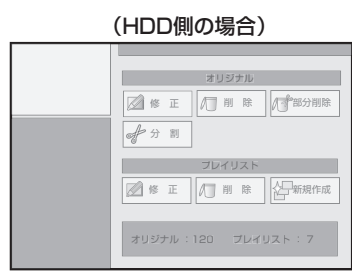 (HDD側の場合)
オリジナル
修 正 削 除 部分削除
分 割
プレイリスト
修 正 削 除 新規作成
オリジナル : 120 プレイリスト : 7